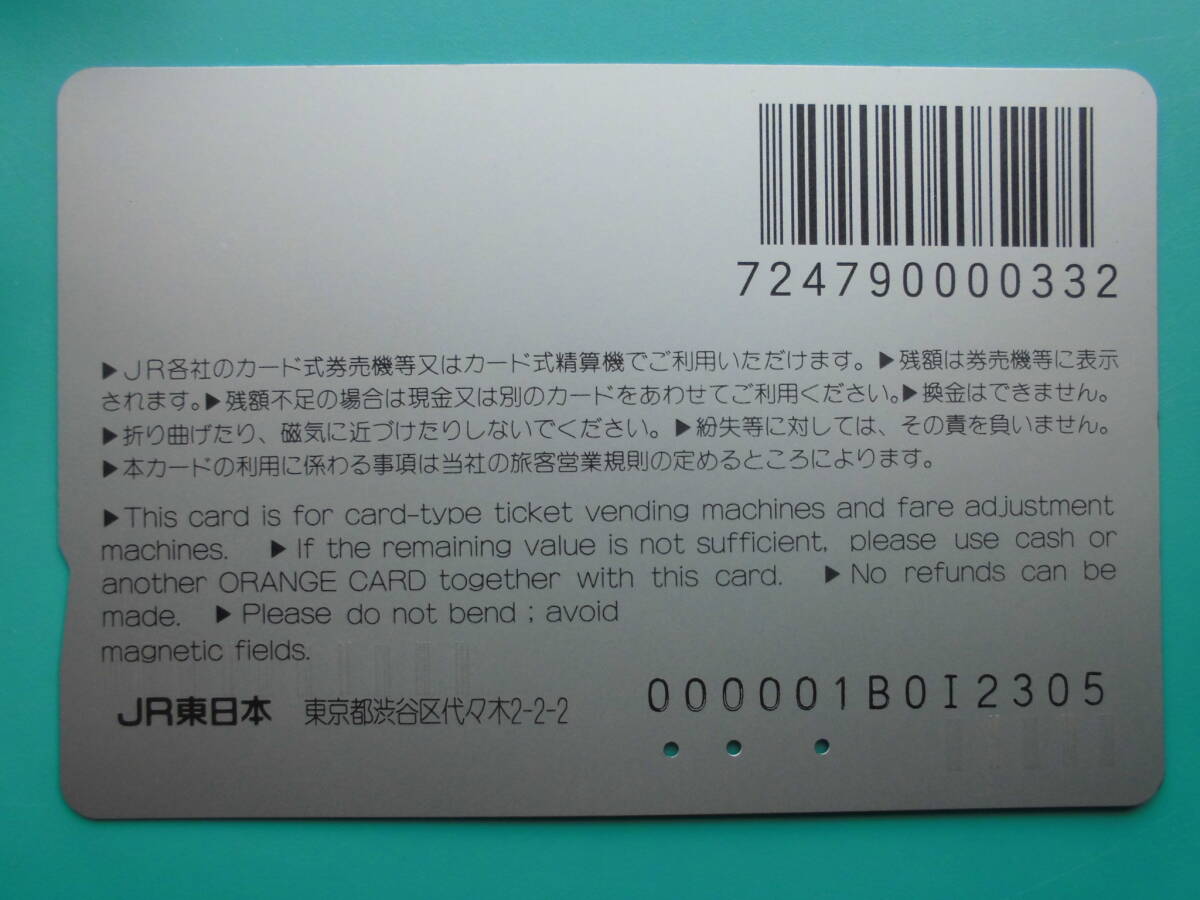 724790000332
▶JR各社のカード式券売機等又はカード式精算機でご利用いただけます。▶残額は券売機等に表示
されます。▶残額不足の場合は現金又は別のカードをあわせてご利用ください。▶換金はできません。
▶折り曲げたり、磁気に近づけたりしないでください。▶紛失等に対しては、その責を負いません。
▶本カードの利用に係わる事項は当社の旅客営業規則の定めるところによります。
▶This card is for card-type ticket vending machines and fare adjustment
machines. ▶If the remaining value is not sufficient, please use cash or
another ORANGE CARD together with this card. ▶No refunds can be
made. ▶Please do not bend ; avoid
magnetic fields.
000001B0I2305
JR東日本 東京都渋谷区代々木2-2-2